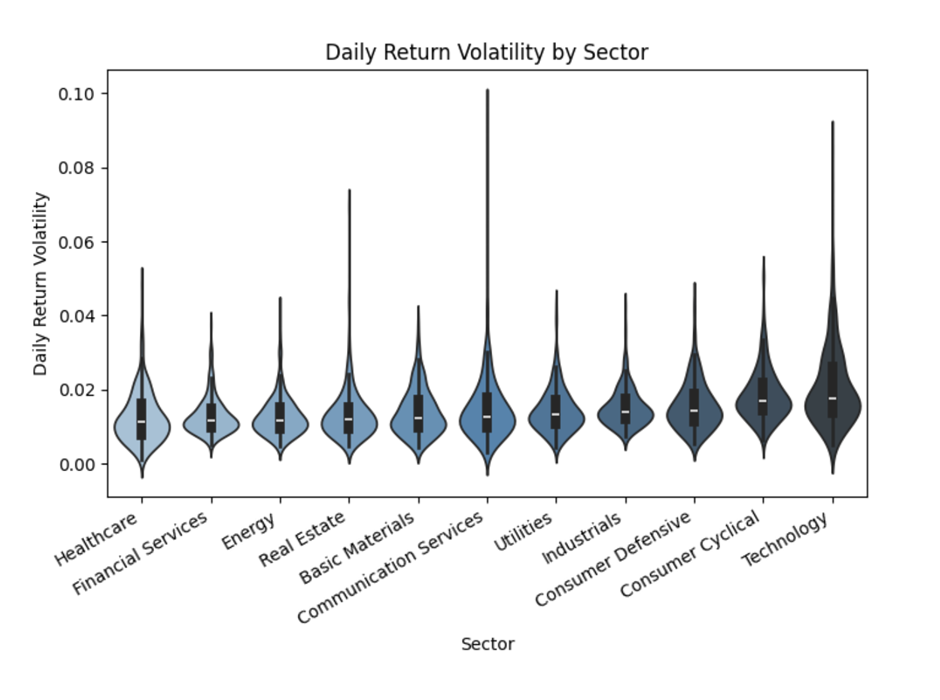 Daily Return Volatility by Sector
Daily Return Volatility
0.10
0.08
0.06
0.04
0.02
0.00
Healthcare
Financial Services
Energy
Real Estate
Basic Materials
Communication Services
Utilities
Industrials
Consumer Defensive
Consumer Cyclical
Technology
Sector